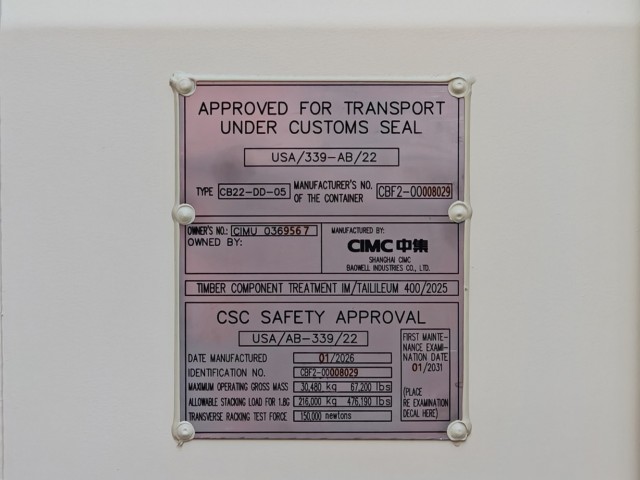 APPROVED FOR TRANSPORT
UNDER CUSTOMS SEAL
USA/339-AB/22
TYPE CB22-DD-05 MANUFACTURER'S NO. OF THE CONTAINER CBF2-00008029
OWNER'S NO.: CIMU 0369567
OWNED BY:
MANUFACTURED BY:
CIMC中集
SHANGHAI CIMC
BAOWELL INDUSTRIES CO., LTD.
TIMBER COMPONENT TREATMENT IM/TAILILEUM 400/2025
CSC SAFETY APPROVAL
USA/AB-339/22
DATE MANUFACTURED 01/2026
IDENTIFICATION NO. CBF2-00008029
MAXIMUM OPERATING GROSS MASS 30,480 kg 67,200 lbs
ALLOWABLE STACKING LOAD FOR 1.8G 216,000 kg 476,190 lbs
TRANSVERSE RACKING TEST FORCE 150,000 newtons
FIRST MAINTE-
NANCE EXAMI-
NATION DATE
01/2031
(PLACE
RE EXAMINATION
DECAL HERE)